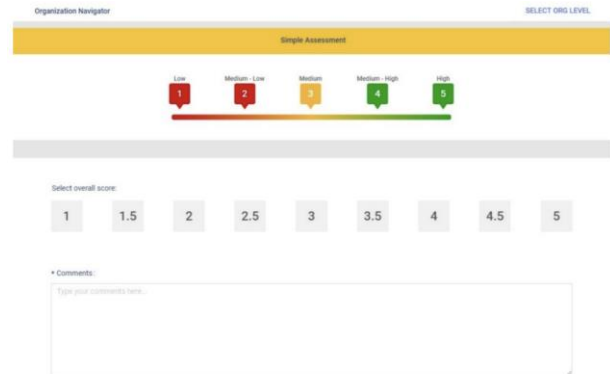 Organization Navigator SELECT ORG LEVEL
Simple Assessment
Low Medium - Low Medium Medium - High High
1 2 3 4 5
Select overall score:
1 1.5 2 2.5 3 3.5 4 4.5 5
* Comments:
Type your comments here...